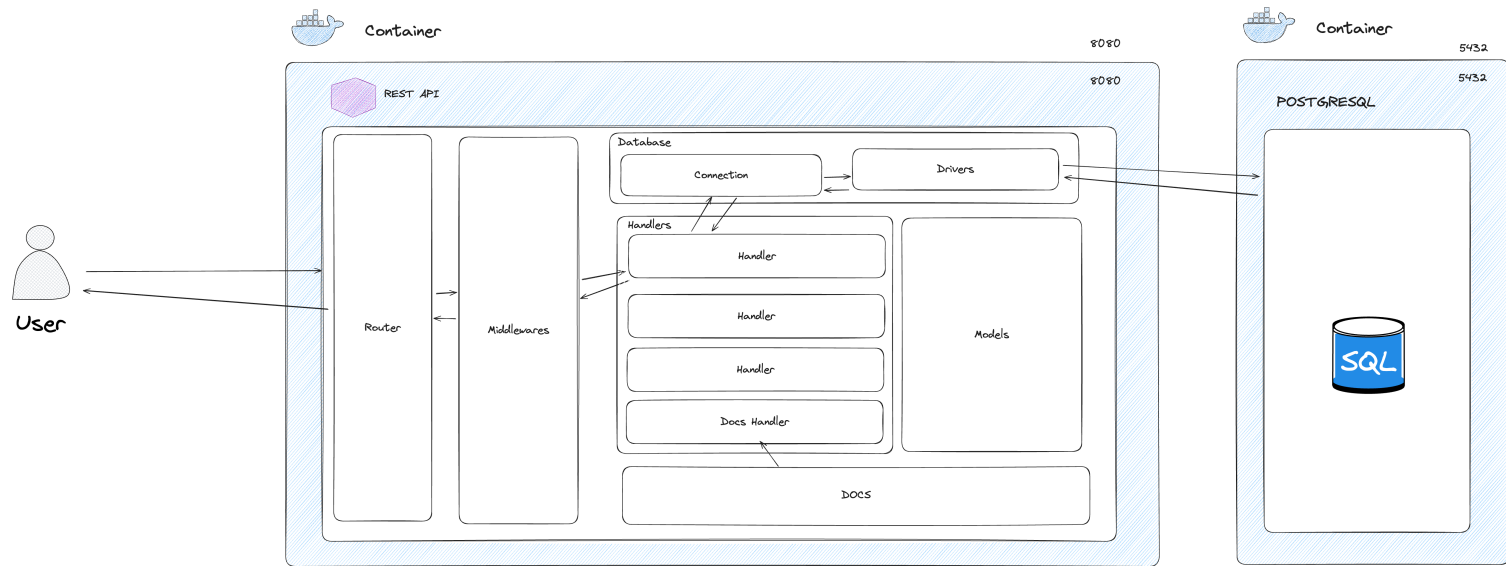 Container
8080
8080
REST API
Database
Connection
Drivers
Handlers
Handler
Handler
Handler
Docs Handler
Router
Middlewares
Models
DOCS
User
Container
5432
5432
POSTGRESQL
SQL